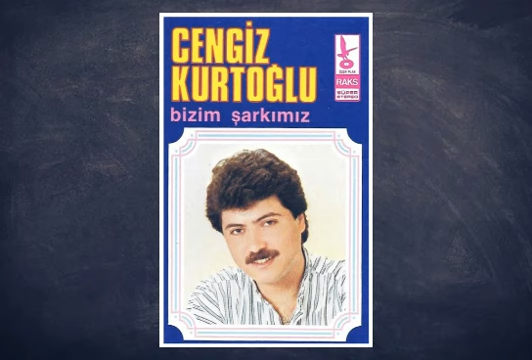 CENGİZ
KURTOĞLU
bizim şarkımız
RAKS
SÜPER
STEREO